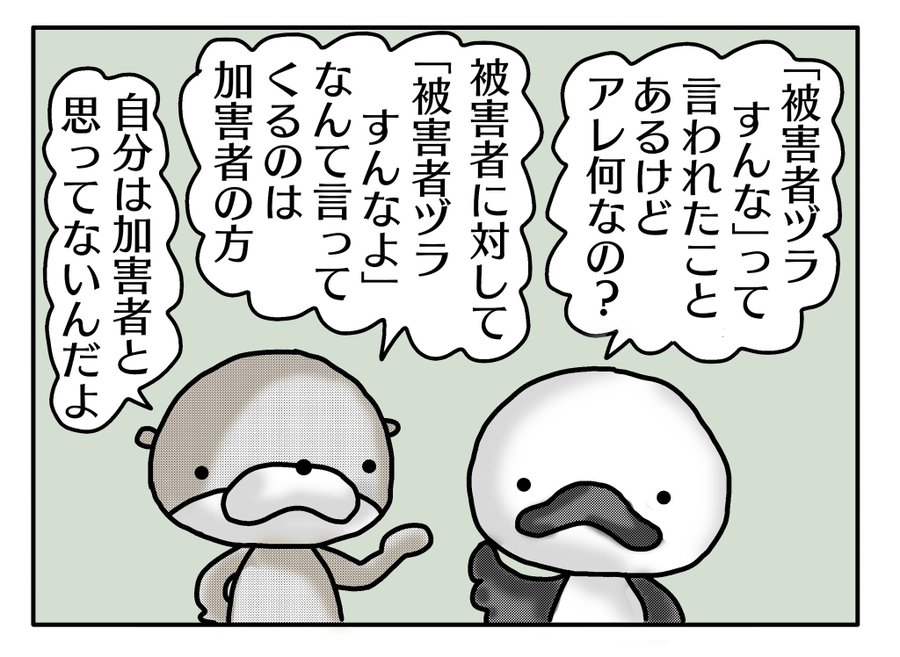 「被害者ヅラ
すんな」って
言われたこと
あるけど
アレ何なの？
被害者に対して
「被害者ヅラ
すんなよ」
なんて言って
くるのは
加害者の方
自分は加害者と
思ってないんだよ